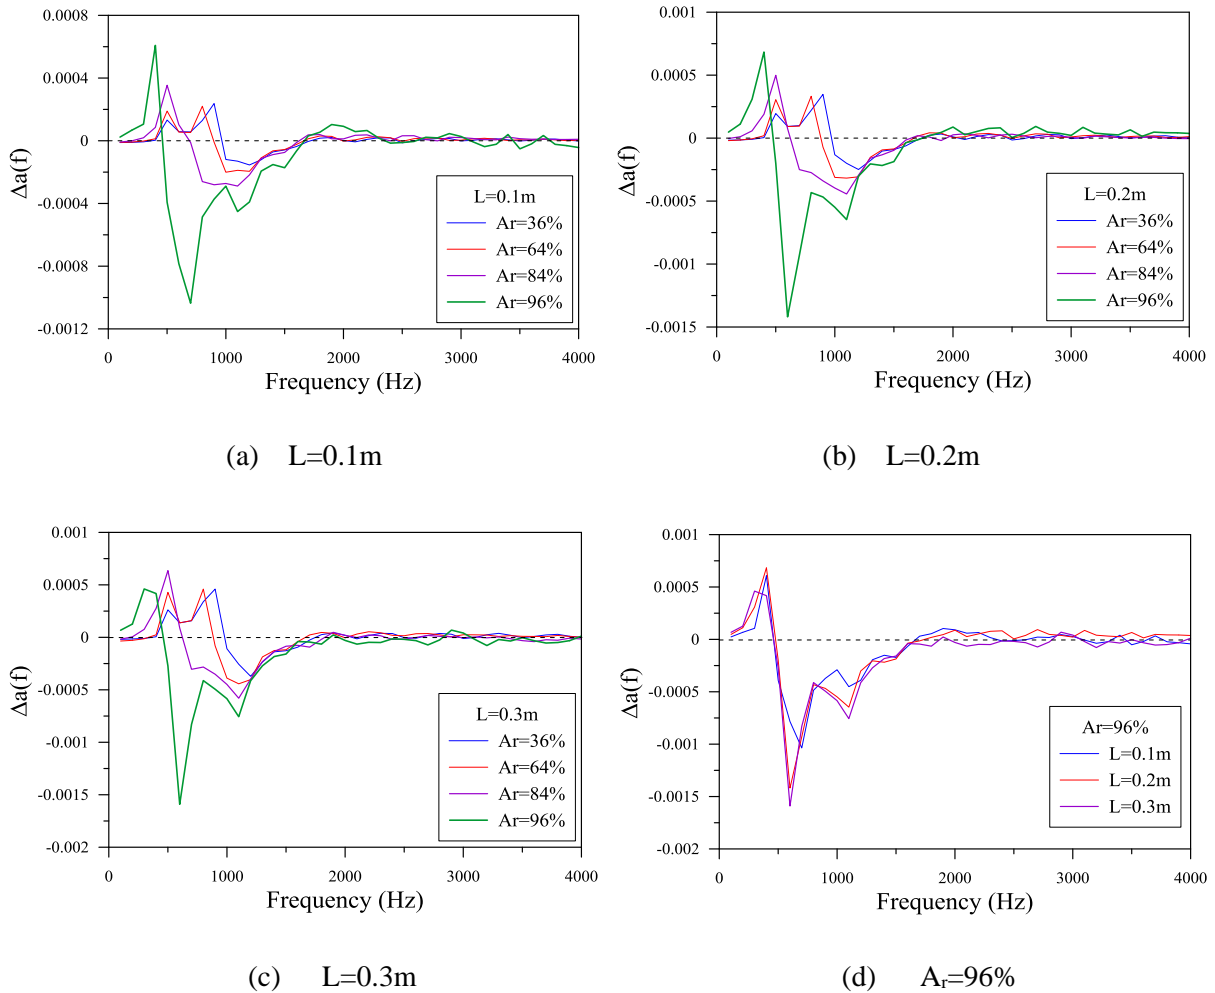 0.0008
0.0004
0
-0.0004
-0.0008
-0.0012
Δa(f)
0 1000 2000 3000 4000
Frequency (Hz)
L=0.1m
Ar=36%
Ar=64%
Ar=84%
Ar=96%
(a) L=0.1m
0.001
0.0005
0
-0.0005
-0.001
-0.0015
Δa(f)
0 1000 2000 3000 4000
Frequency (Hz)
L=0.2m
Ar=36%
Ar=64%
Ar=84%
Ar=96%
(b) L=0.2m
0.001
0.0005
0
-0.0005
-0.001
-0.0015
-0.002
Δa(f)
0 1000 2000 3000 4000
Frequency (Hz)
L=0.3m
Ar=36%
Ar=64%
Ar=84%
Ar=96%
(c) L=0.3m
0.001
0.0005
0
-0.0005
-0.001
-0.0015
-0.002
Δa(f)
0 1000 2000 3000 4000
Frequency (Hz)
Ar=96%
L=0.1m
L=0.2m
L=0.3m
(d) Aᵣ=96%